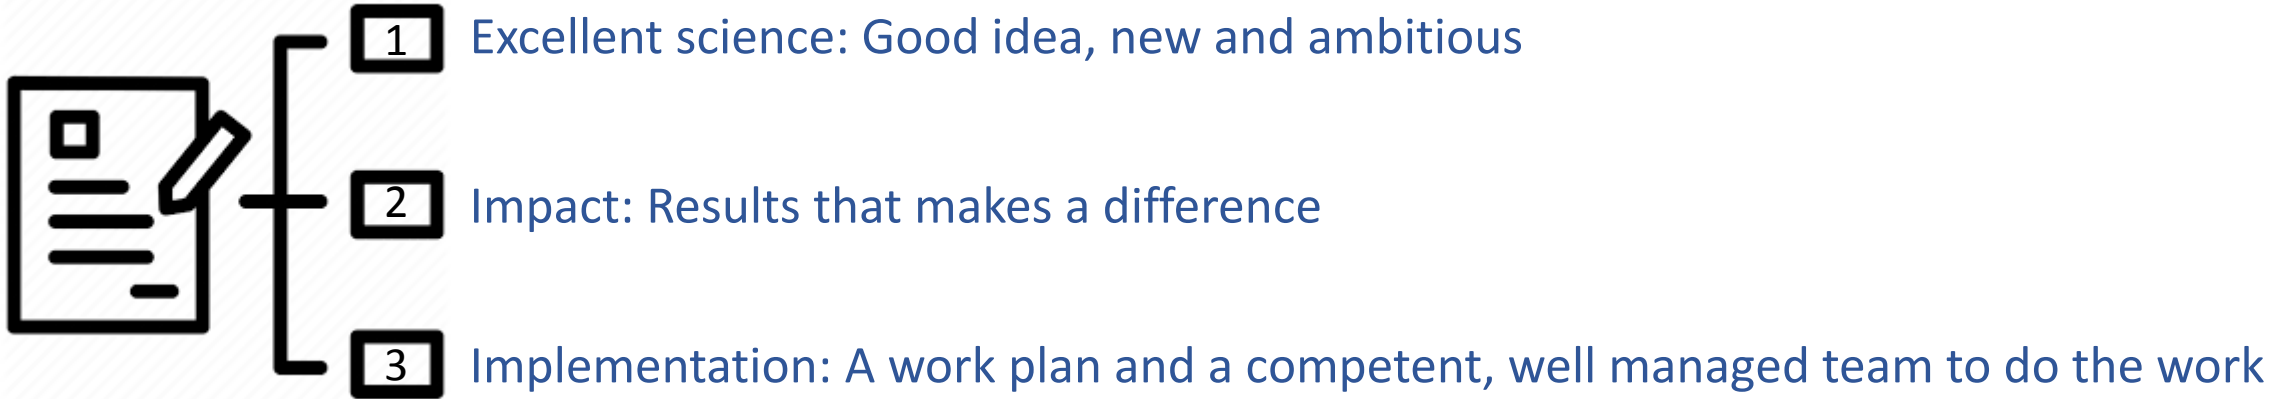 1 Excellent science: Good idea, new and ambitious
2 Impact: Results that makes a difference
3 Implementation: A work plan and a competent, well managed team to do the work